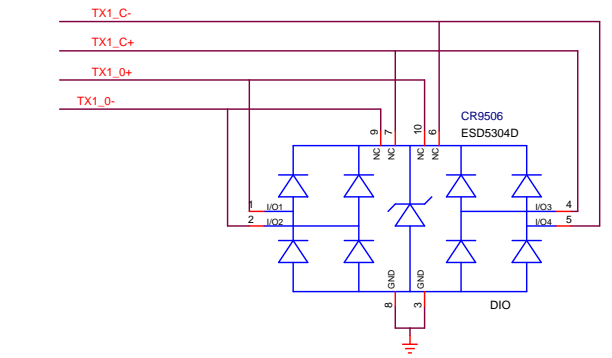 TX1_C-
TX1_C+
TX1_0+
TX1_0-
CR9506
ESD5304D
9 7 10 6
NC NC NC NC
1 I/O1
2 I/O2
I/O3 4
I/O4 5
GND GND
8 3
DIO